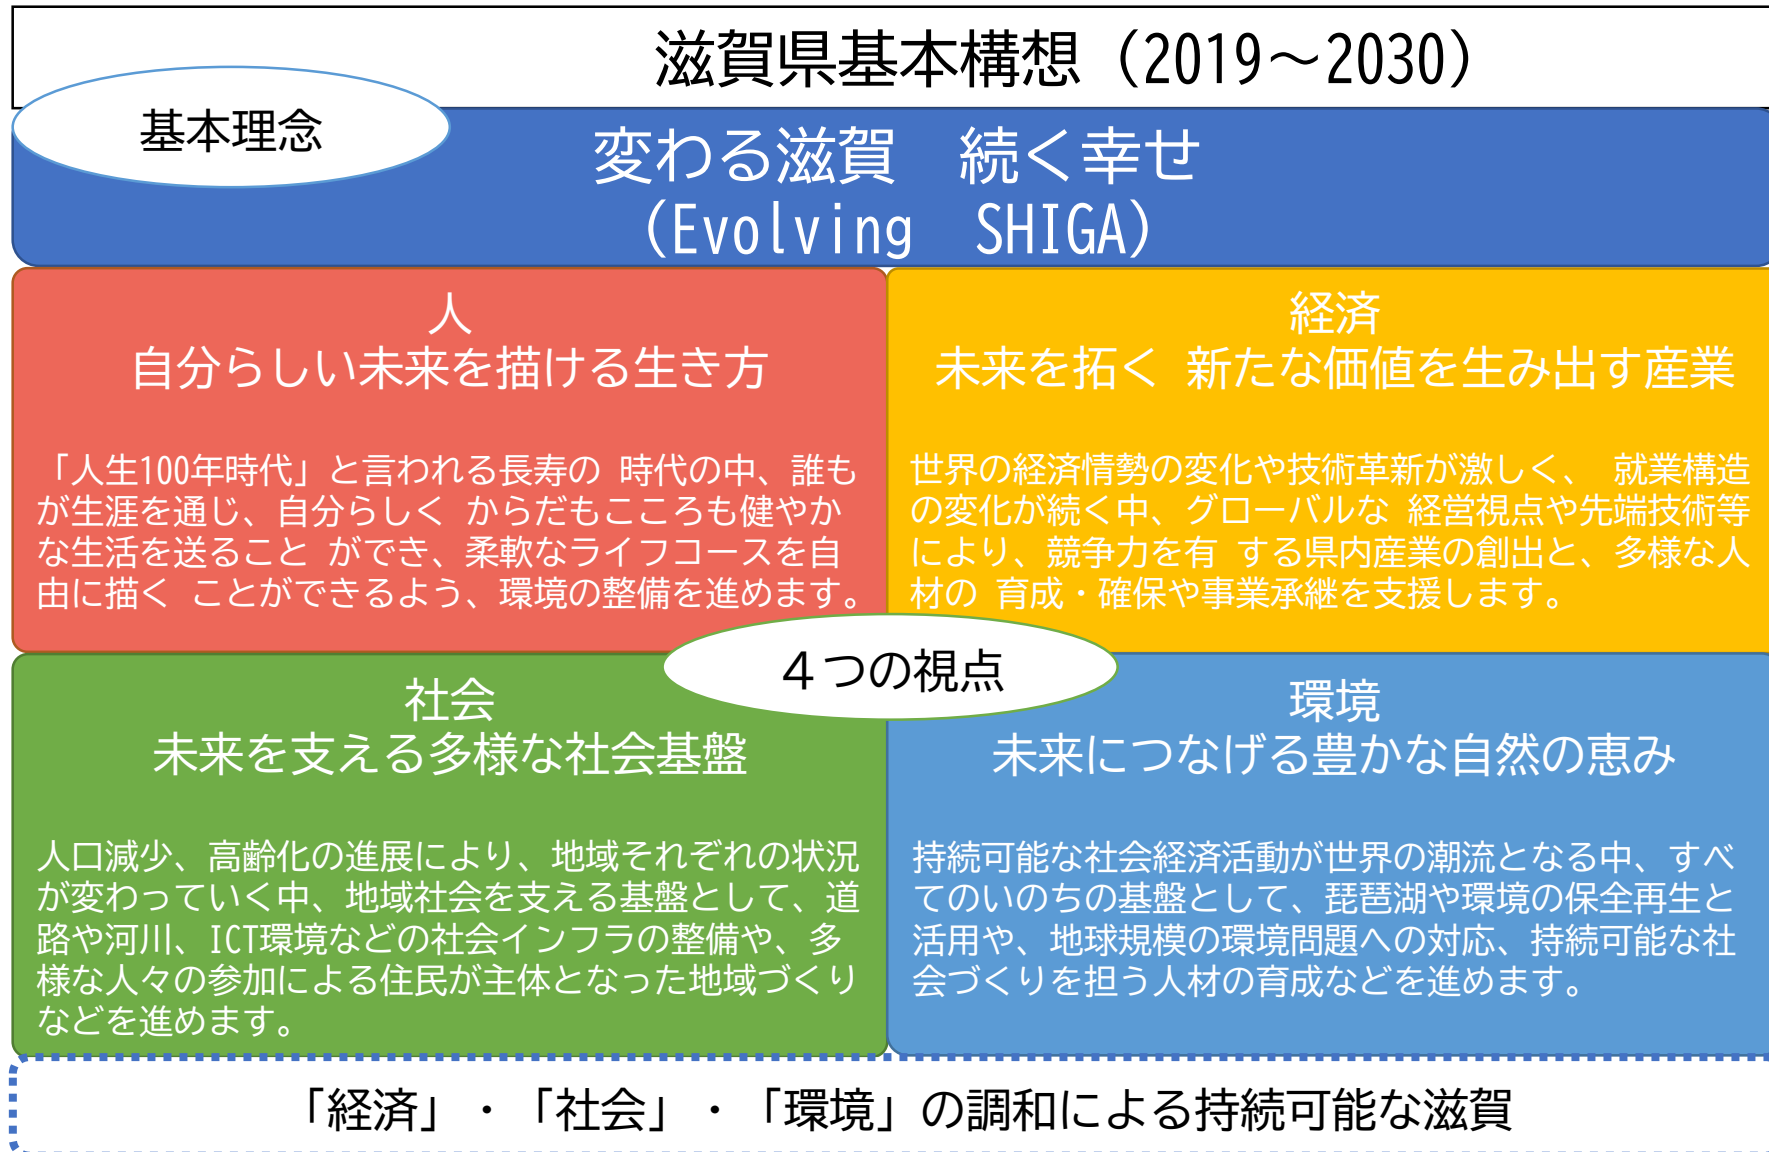 滋賀県基本構想（2019～2030）
基本理念
変わる滋賀　続く幸せ
（Evolving　SHIGA）
人
自分らしい未来を描ける生き方
「人生100年時代」と言われる長寿の 時代の中、誰も
が生涯を通じ、自分らしく からだもこころも健やか
な生活を送ること ができ、柔軟なライフコースを自
由に描く ことができるよう、環境の整備を進めます。
経済
未来を拓く 新たな価値を生み出す産業
世界の経済情勢の変化や技術革新が激しく、 就業構造
の変化が続く中、グローバルな 経営視点や先端技術等
により、競争力を有 する県内産業の創出と、多様な人
材の 育成・確保や事業承継を支援します。
４つの視点
社会
未来を支える多様な社会基盤
人口減少、高齢化の進展により、地域それぞれの状況
が変わっていく中、地域社会を支える基盤として、道
路や河川、ICT環境などの社会インフラの整備や、多
様な人々の参加による住民が主体となった地域づくり
などを進めます。
環境
未来につなげる豊かな自然の恵み
持続可能な社会経済活動が世界の潮流となる中、すべ
てのいのちの基盤として、琵琶湖や環境の保全再生と
活用や、地球規模の環境問題への対応、持続可能な社
会づくりを担う人材の育成などを進めます。
「経済」・「社会」・「環境」の調和による持続可能な滋賀